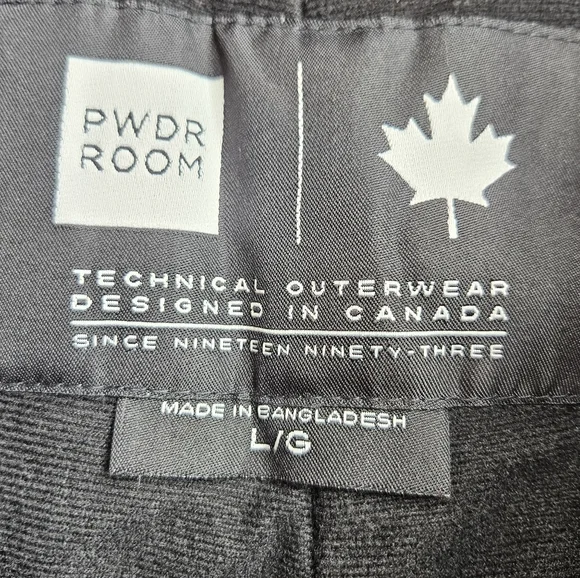 PWDR
ROOM
TECHNICAL OUTERWEAR
DESIGNED IN CANADA
SINCE NINETEEN NINETY-THREE
MADE IN BANGLADESH
L/G